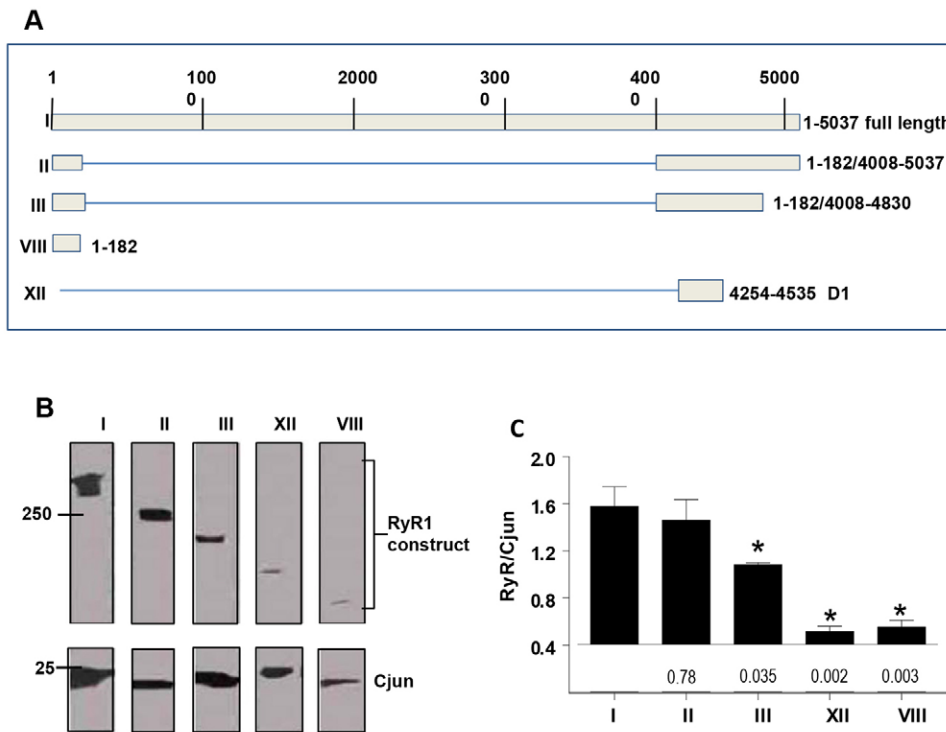 A
1 100 2000 300 400 5000
0 0 0
I 1-5037 full length
II 1-182/4008-5037
III 1-182/4008-4830
VIII 1-182
XII 4254-4535 D1
B
I II III XII VIII
250
RyR1
construct
25
Cjun
C
2.0
1.6
1.2
0.8
0.4
RyR/Cjun
* * *
0.78 0.035 0.002 0.003
I II III XII VIII